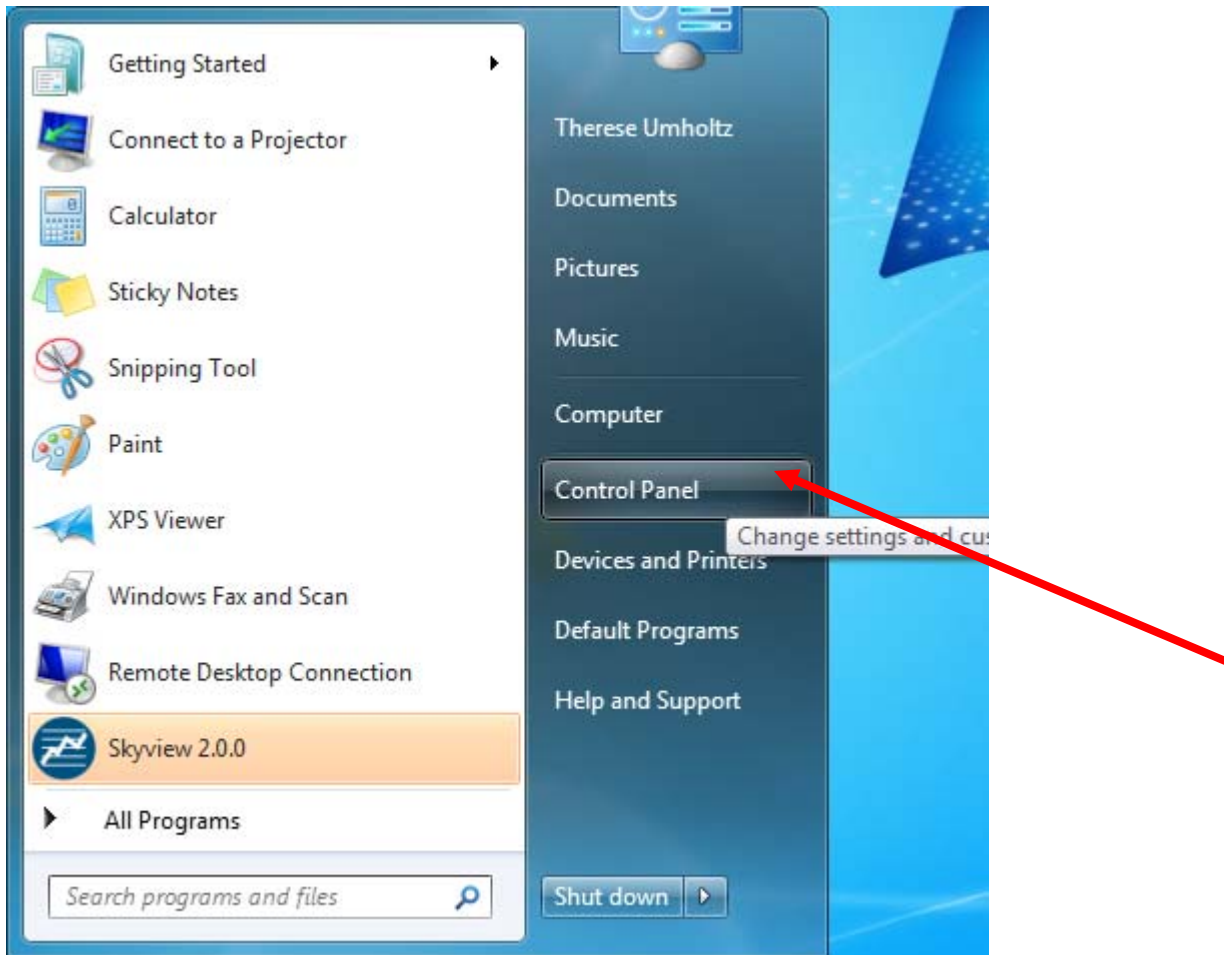 Getting Started
Connect to a Projector
Calculator
Sticky Notes
Snipping Tool
Paint
XPS Viewer
Windows Fax and Scan
Remote Desktop Connection
Skyview 2.0.0
All Programs
Search programs and files
Therese Umholtz
Documents
Pictures
Music
Computer
Control Panel
Change settings and cus
Devices and Printers
Default Programs
Help and Support
Shut down